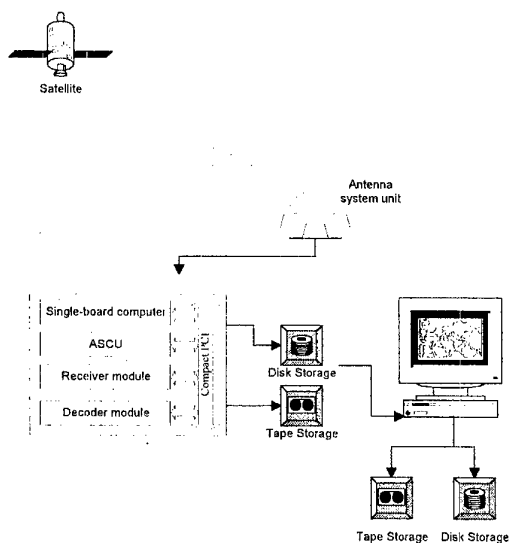 Satellite
Antenna
system unit
Single-board computer
ASCU
Receiver module
Decoder module
Compact PCI
Disk Storage
Tape Storage
Tape Storage
Disk Storage